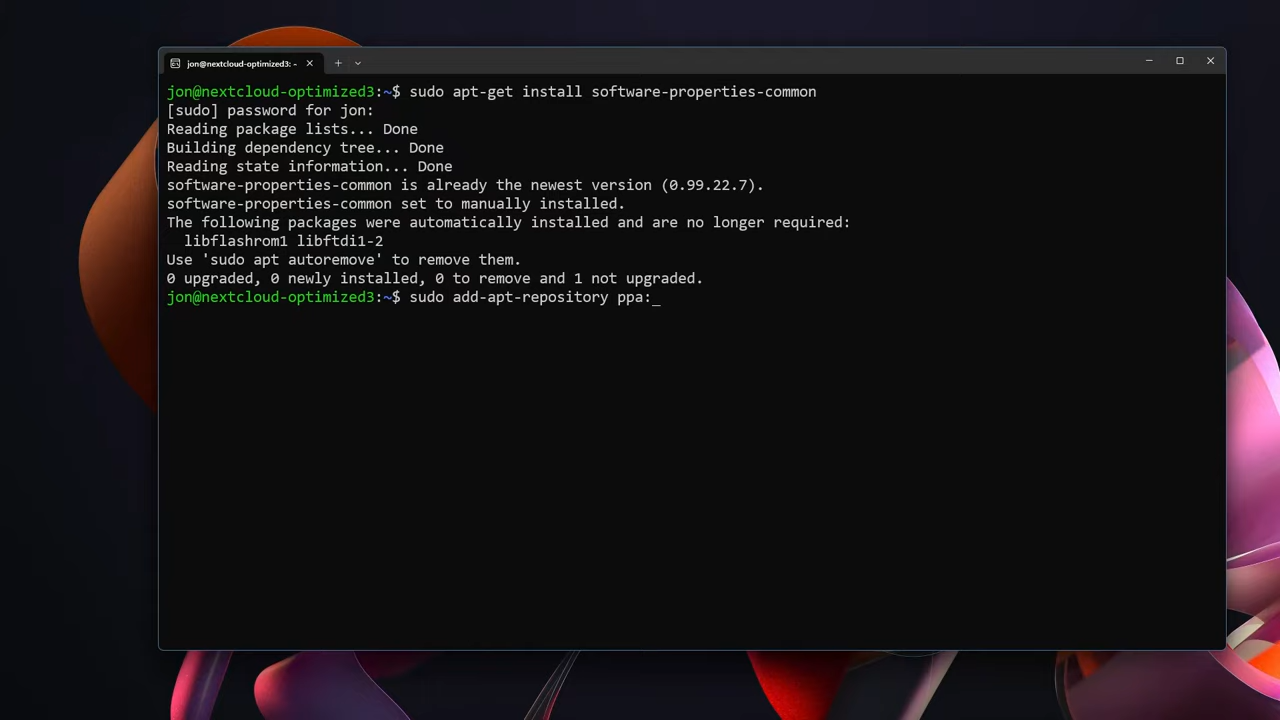 jon@nextcloud-optimized3: ~
jon@nextcloud-optimized3:~$ sudo apt-get install software-properties-common
[sudo] password for jon:
Reading package lists... Done
Building dependency tree... Done
Reading state information... Done
software-properties-common is already the newest version (0.99.22.7).
software-properties-common set to manually installed.
The following packages were automatically installed and are no longer required:
  libflashrom1 libftdi1-2
Use 'sudo apt autoremove' to remove them.
0 upgraded, 0 newly installed, 0 to remove and 1 not upgraded.
jon@nextcloud-optimized3:~$ sudo add-apt-repository ppa:_